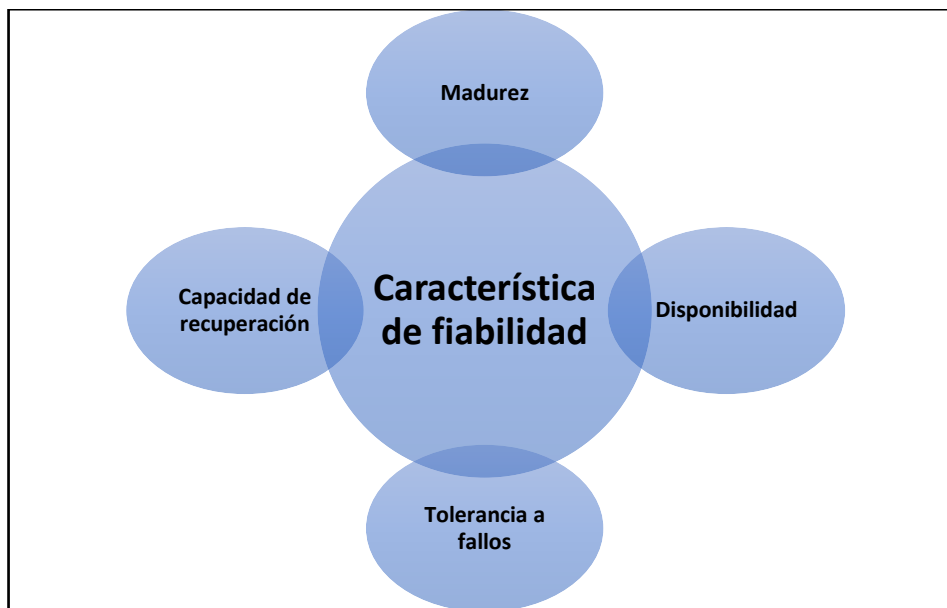 Madurez
Capacidad de
recuperación
Característica
de fiabilidad
Disponibilidad
Tolerancia a
fallos